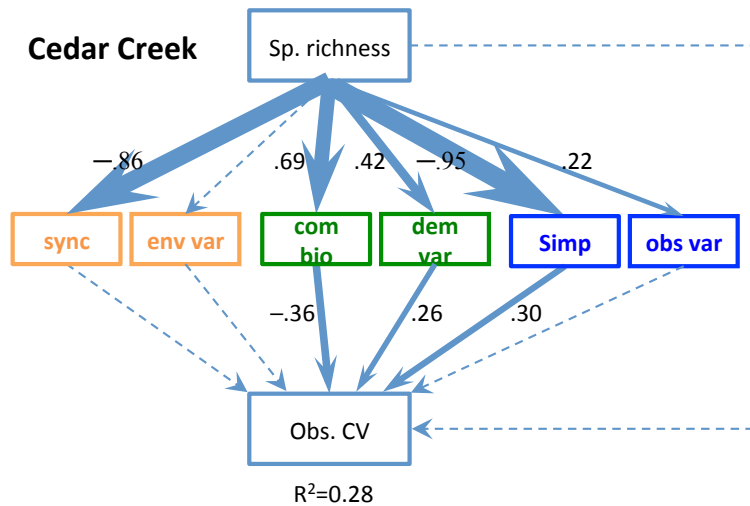 Cedar Creek
Sp. richness
—.86
.69
.42
—.95
.22
sync
env var
com
bio
dem
var
Simp
obs var
–.36
.26
.30
Obs. CV
R²=0.28